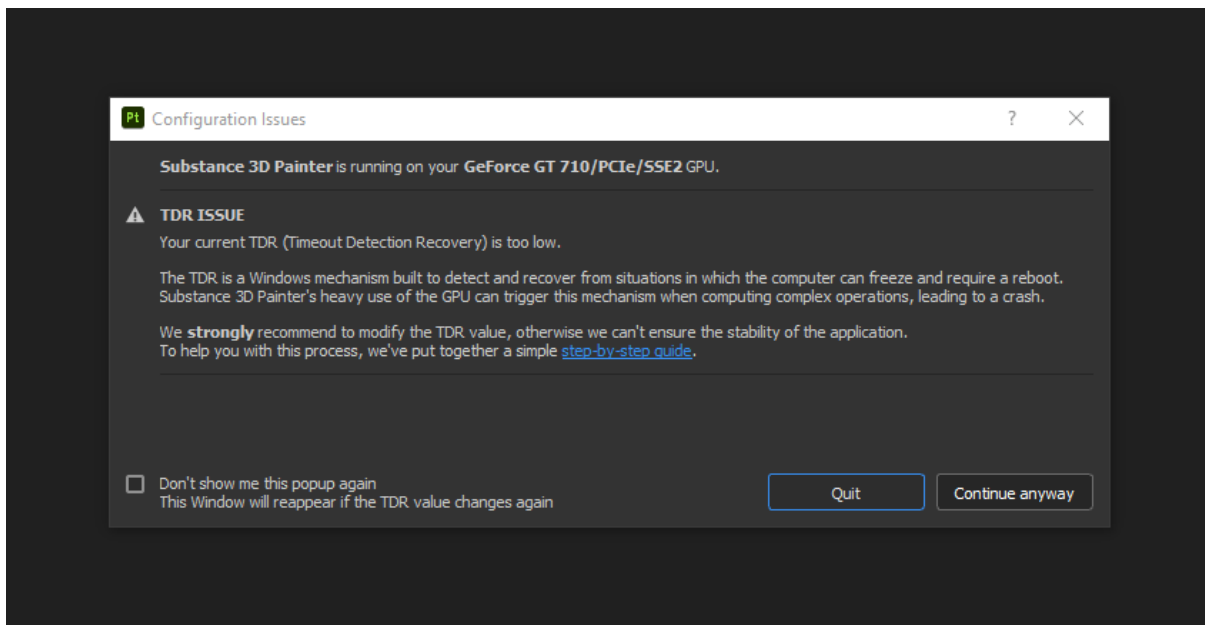 Pt Configuration Issues ?
Substance 3D Painter is running on your GeForce GT 710/PCIe/SSE2 GPU.
TDR ISSUE
Your current TDR (Timeout Detection Recovery) is too low.
The TDR is a Windows mechanism built to detect and recover from situations in which the computer can freeze and require a reboot.
Substance 3D Painter's heavy use of the GPU can trigger this mechanism when computing complex operations, leading to a crash.
We strongly recommend to modify the TDR value, otherwise we can't ensure the stability of the application.
To help you with this process, we've put together a simple step-by-step guide.
Don't show me this popup again
This Window will reappear if the TDR value changes again
Quit
Continue anyway